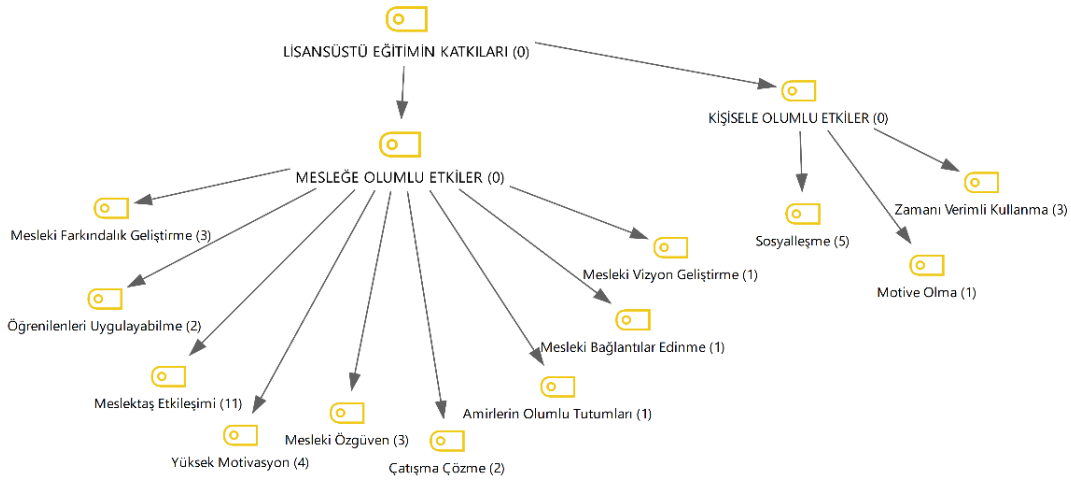 LİSANSÜSTÜ EĞİTİMİN KATKILARI (0)
KİŞİSELE OLUMLU ETKİLER (0)
MESLEĞE OLUMLU ETKİLER (0)
Zamanı Verimli Kullanma (3)
Mesleki Farkındalık Geliştirme (3)
Sosyalleşme (5)
Mesleki Vizyon Geliştirme (1)
Motive Olma (1)
Öğrenilenleri Uygulayabilme (2)
Mesleki Bağlantılar Edinme (1)
Meslektaş Etkileşimi (11)
Amirlerin Olumlu Tutumları (1)
Mesleki Özgüven (3)
Yüksek Motivasyon (4)
Çatışma Çözme (2)